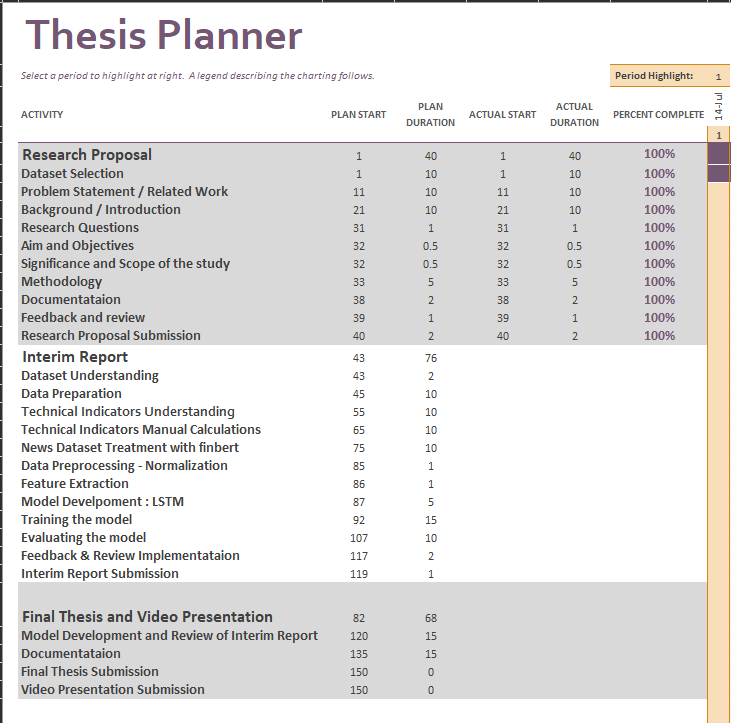 Thesis Planner
Select a period to highlight at right. A legend describing the charting follows.
Period Highlight: 1
ACTIVITY PLAN START PLAN DURATION ACTUAL START ACTUAL DURATION PERCENT COMPLETE 14-Jul
1
Research Proposal 1 40 1 40 100%
Dataset Selection 1 10 1 10 100%
Problem Statement / Related Work 11 10 11 10 100%
Background / Introduction 21 10 21 10 100%
Research Questions 31 1 31 1 100%
Aim and Objectives 32 0.5 32 0.5 100%
Significance and Scope of the study 32 0.5 32 0.5 100%
Methodology 33 5 33 5 100%
Documentataion 38 2 38 2 100%
Feedback and review 39 1 39 1 100%
Research Proposal Submission 40 2 40 2 100%
Interim Report 43 76
Dataset Understanding 43 2
Data Preparation 45 10
Technical Indicators Understanding 55 10
Technical Indicators Manual Calculations 65 10
News Dataset Treatment with finbert 75 10
Data Preprocessing - Normalization 85 1
Feature Extraction 86 1
Model Develpoment : LSTM 87 5
Training the model 92 15
Evaluating the model 107 10
Feedback & Review Implementataion 117 2
Interim Report Submission 119 1
Final Thesis and Video Presentation 82 68
Model Development and Review of Interim Report 120 15
Documentataion 135 15
Final Thesis Submission 150 0
Video Presentation Submission 150 0